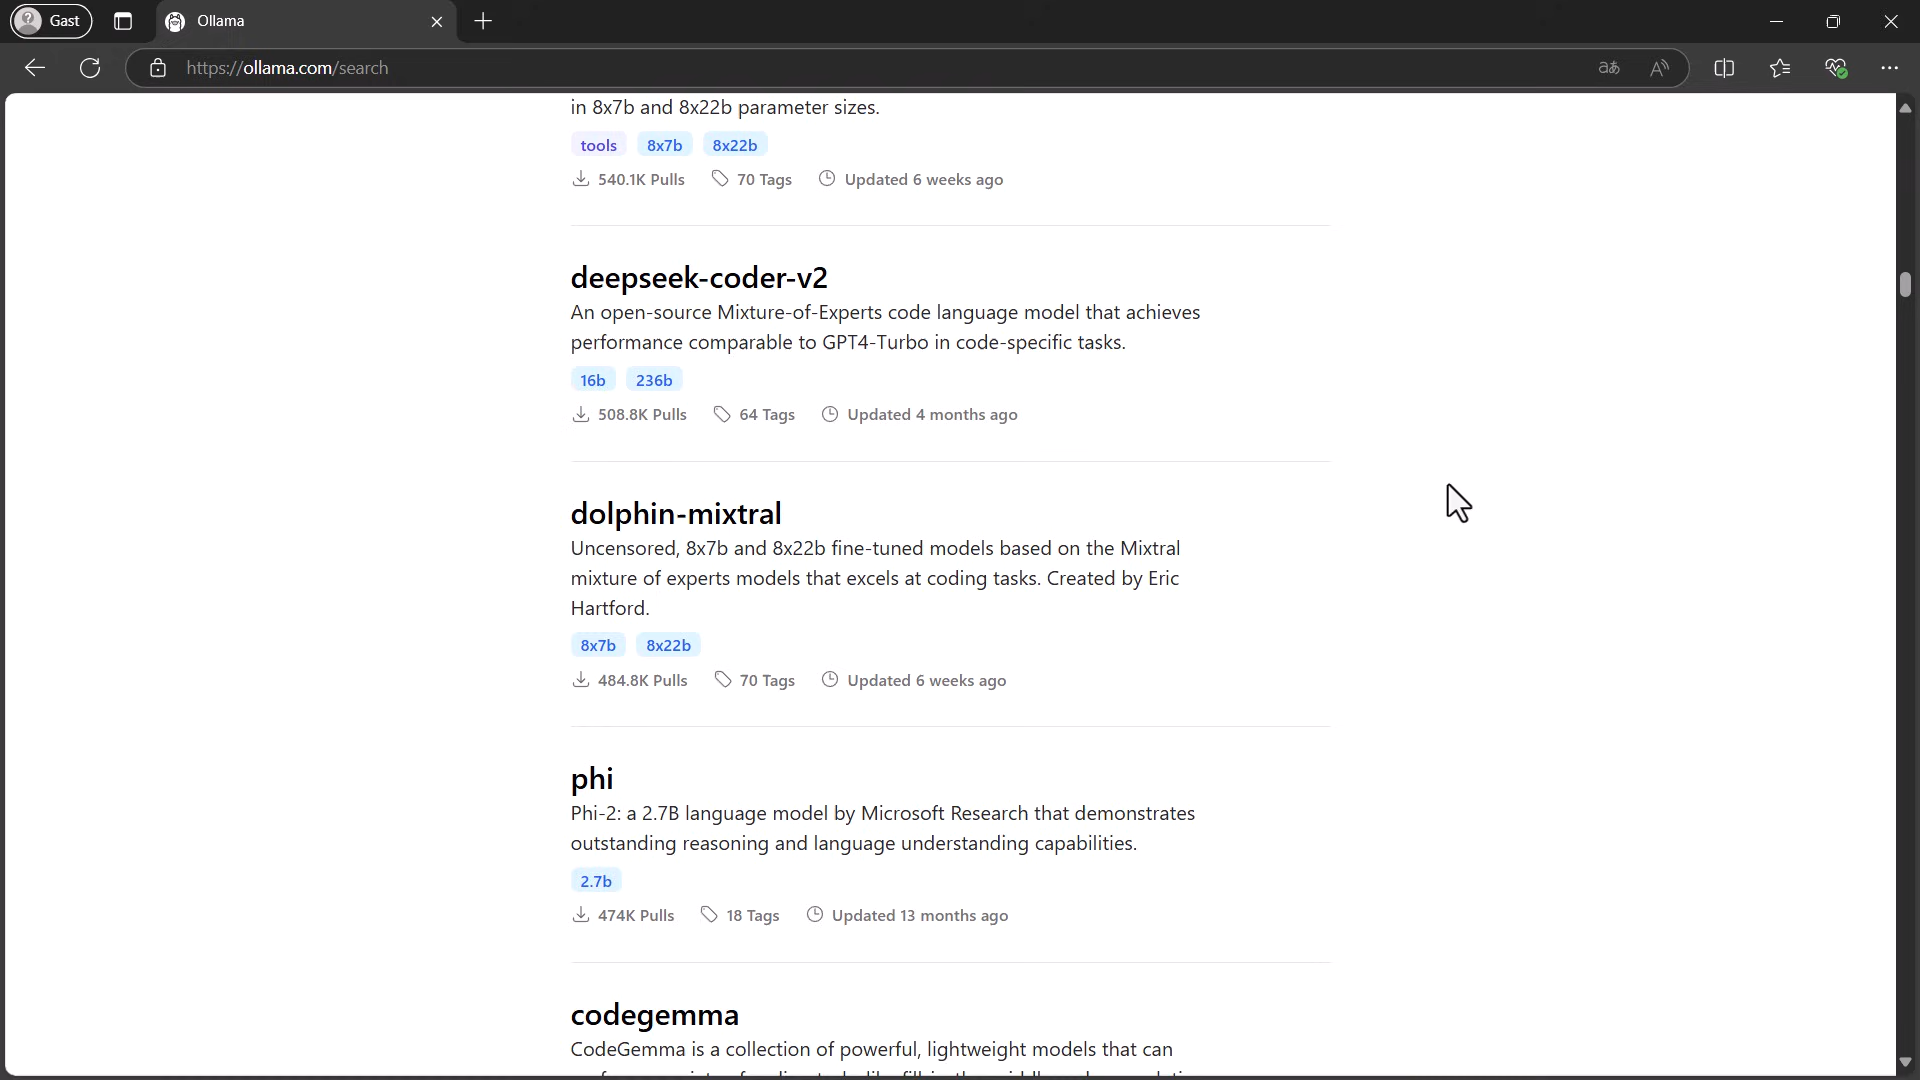 Gast
Ollama
https://ollama.com/search
in 8x7b and 8x22b parameter sizes.
tools 8x7b 8x22b
540.1K Pulls 70 Tags Updated 6 weeks ago
deepseek-coder-v2
An open-source Mixture-of-Experts code language model that achieves
performance comparable to GPT4-Turbo in code-specific tasks.
16b 236b
508.8K Pulls 64 Tags Updated 4 months ago
dolphin-mixtral
Uncensored, 8x7b and 8x22b fine-tuned models based on the Mixtral
mixture of experts models that excels at coding tasks. Created by Eric
Hartford.
8x7b 8x22b
484.8K Pulls 70 Tags Updated 6 weeks ago
phi
Phi-2: a 2.7B language model by Microsoft Research that demonstrates
outstanding reasoning and language understanding capabilities.
2.7b
474K Pulls 18 Tags Updated 13 months ago
codegemma
CodeGemma is a collection of powerful, lightweight models that can